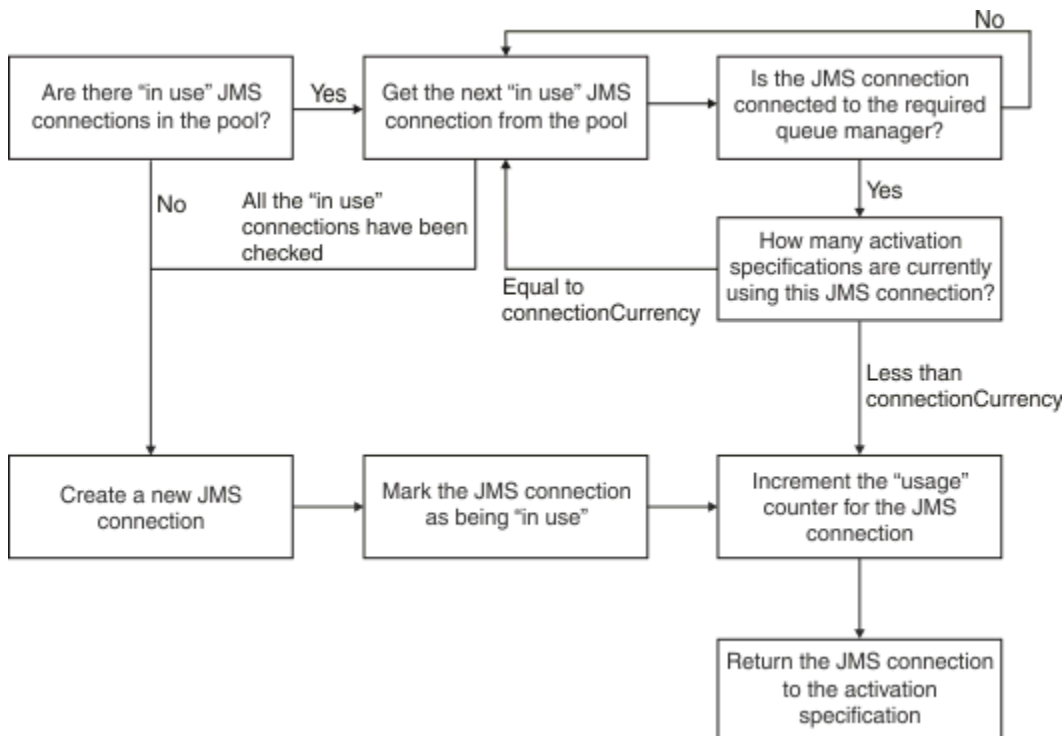 No
Are there “in use” JMS
connections in the pool?
Yes
Get the next “in use” JMS
connection from the pool
Is the JMS connection
connected to the required
queue manager?
No
All the “in use”
connections have been
checked
Yes
How many activation
specifications are currently
using this JMS connection?
Equal to
connectionCurrency
Less than
connectionCurrency
Create a new JMS
connection
Mark the JMS connection
as being “in use”
Increment the “usage”
counter for the JMS
connection
Return the JMS connection
to the activation
specification